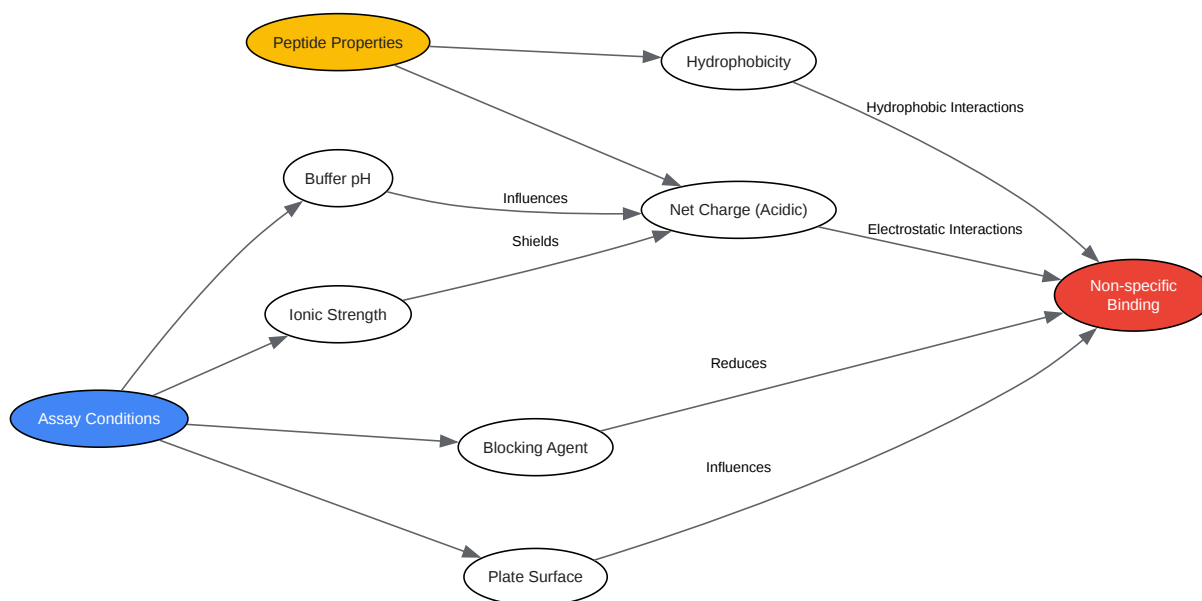 Peptide Properties
Hydrophobicity
Hydrophobic Interactions
Buffer pH
Influences
Net Charge (Acidic)
Electrostatic Interactions
Shields
Ionic Strength
Non-specific
Binding
Reduces
Assay Conditions
Blocking Agent
Influences
Plate Surface